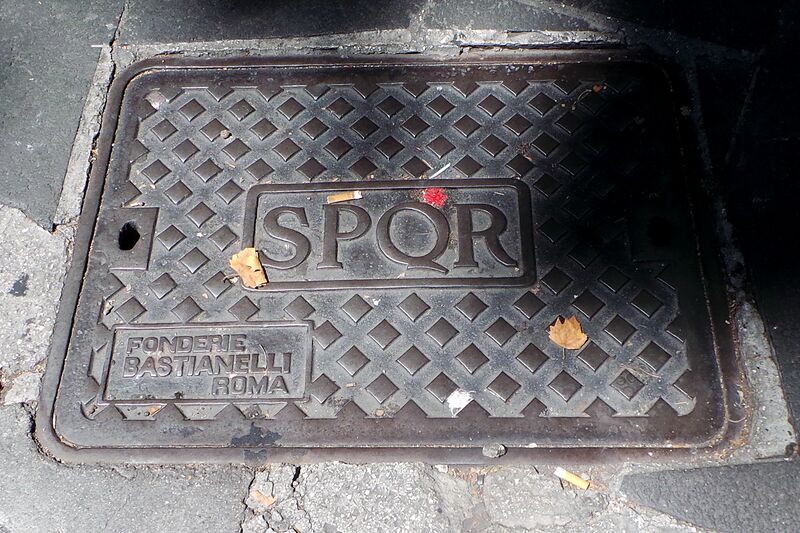 SPQR
FONDERIE
BASTIANELLI
ROMA